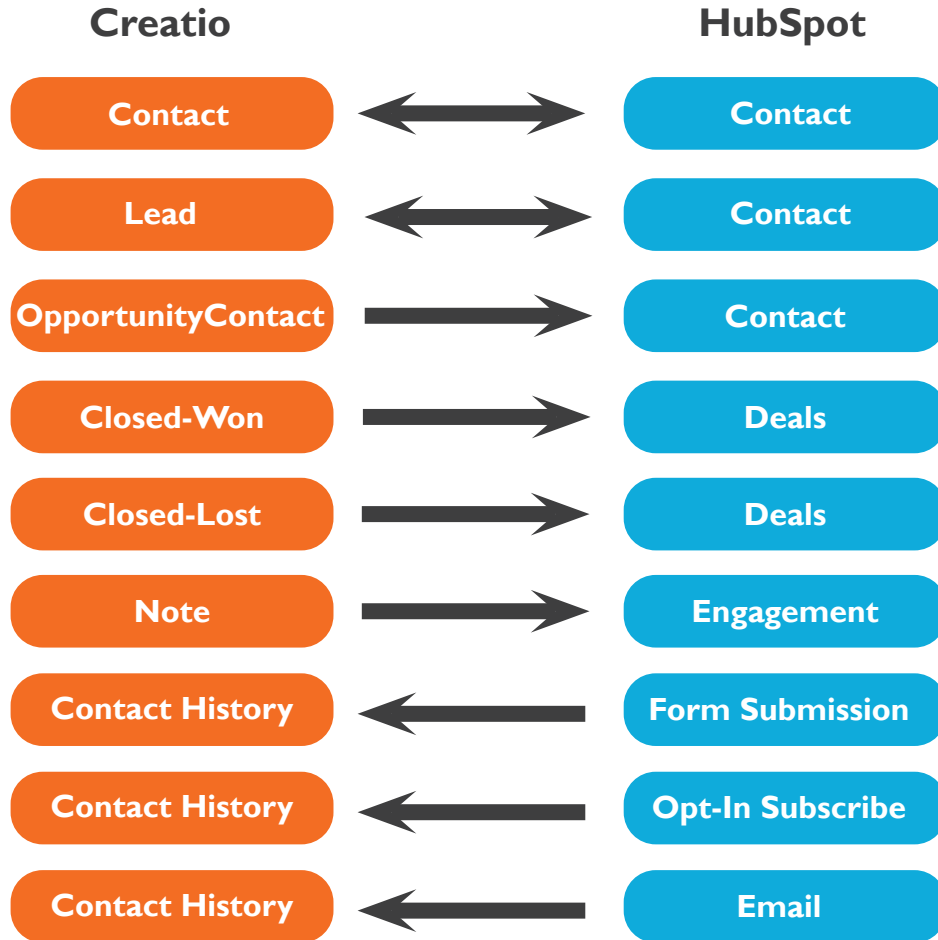 Creatio HubSpot
Contact Contact
Lead Contact
OpportunityContact Contact
Closed-Won Deals
Closed-Lost Deals
Note Engagement
Contact History Form Submission
Contact History Opt-In Subscribe
Contact History Email